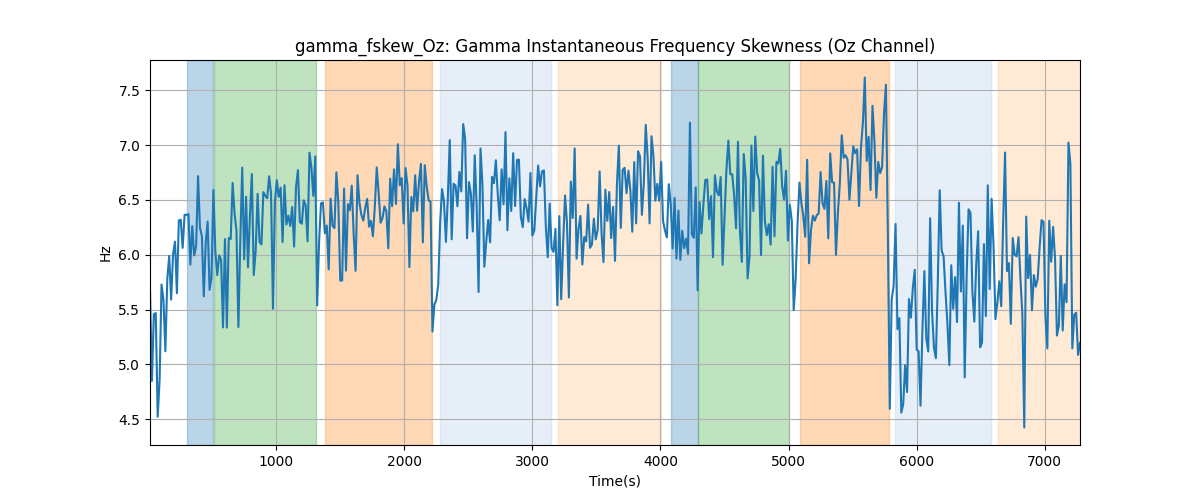 gamma_fskew_Oz: Gamma Instantaneous Frequency Skewness (Oz Channel)
7.5
7.0
6.5
6.0
5.5
5.0
4.5
Hz
1000 2000 3000 4000 5000 6000 7000
Time(s)